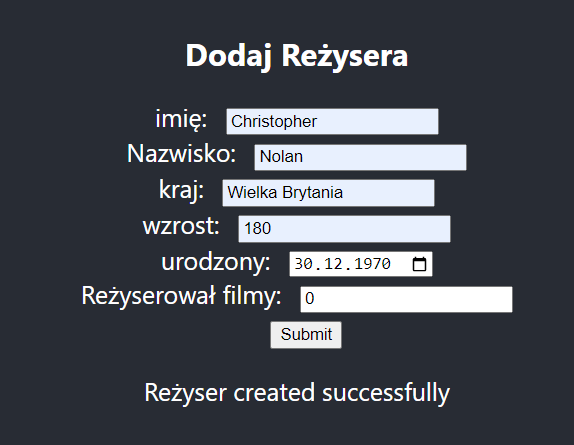 Dodaj Reżysera
imię: Christopher
Nazwisko: Nolan
kraj: Wielka Brytania
wzrost: 180
urodzony: 30.12.1970
Reżyserował filmy: 0
Submit
Reżyser created successfully